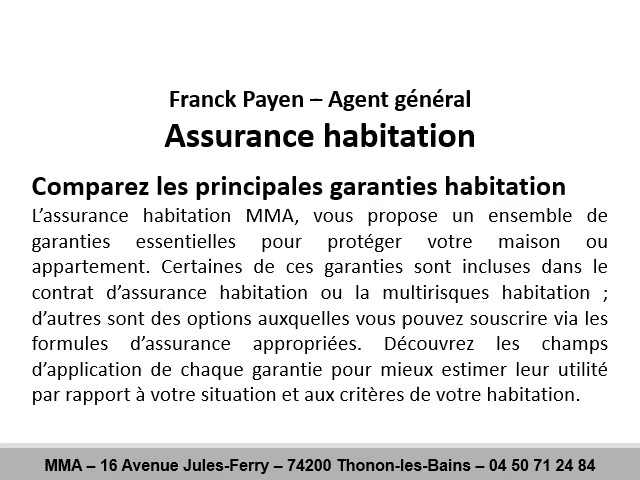 Franck Payen – Agent général
Assurance habitation
Comparez les principales garanties habitation
L’assurance habitation MMA, vous propose un ensemble de
garanties essentielles pour protéger votre maison ou
appartement. Certaines de ces garanties sont incluses dans le
contrat d’assurance habitation ou la multirisques habitation ;
d’autres sont des options auxquelles vous pouvez souscrire via les
formules d’assurance appropriées. Découvrez les champs
d’application de chaque garantie pour mieux estimer leur utilité
par rapport à votre situation et aux critères de votre habitation.
MMA – 16 Avenue Jules-Ferry – 74200 Thonon-les-Bains – 04 50 71 24 84